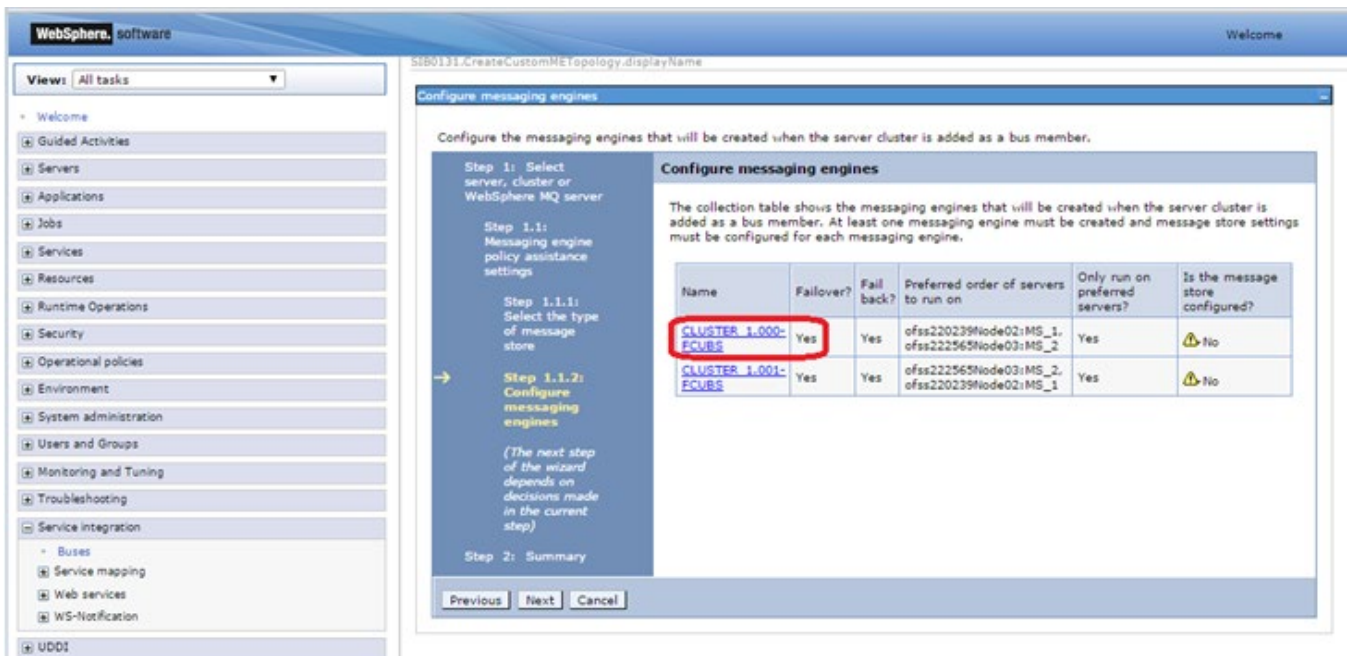 WebSphere. software
Welcome
View: All tasks
Welcome
Guided Activities
Servers
Applications
Jobs
Services
Resources
Runtime Operations
Security
Operational policies
Environment
System administration
Users and Groups
Monitoring and Tuning
Troubleshooting
Service integration
Buses
Service mapping
Web services
WS-Notification
UDDI
SIB0131.CreateCustomMETopology.displayName
Configure messaging engines
Configure the messaging engines that will be created when the server cluster is added as a bus member.
Step 1: Select
server, cluster or
WebSphere MQ server
Step 1.1:
Messaging engine
policy assistance
settings
Step 1.1.1:
Select the type
of message
store
Step 1.1.2:
Configure
messaging
engines
(The next step
of the wizard
depends on
decisions made
in the current
step)
Step 2: Summary
Configure messaging engines
The collection table shows the messaging engines that will be created when the server cluster is
added as a bus member. At least one messaging engine must be created and message store settings
must be configured for each messaging engine.
Name
Failover?
Fail
back?
Preferred order of servers
to run on
Only run on
preferred
servers?
Is the message
store
configured?
CLUSTER_1.000-
FCUBS
Yes
Yes
ofss220239Node02:MS_1,
ofss222565Node03:MS_2
Yes
No
CLUSTER_1.001-
FCUBS
Yes
Yes
ofss222565Node03:MS_2,
ofss220239Node02:MS_1
Yes
No
Previous Next Cancel